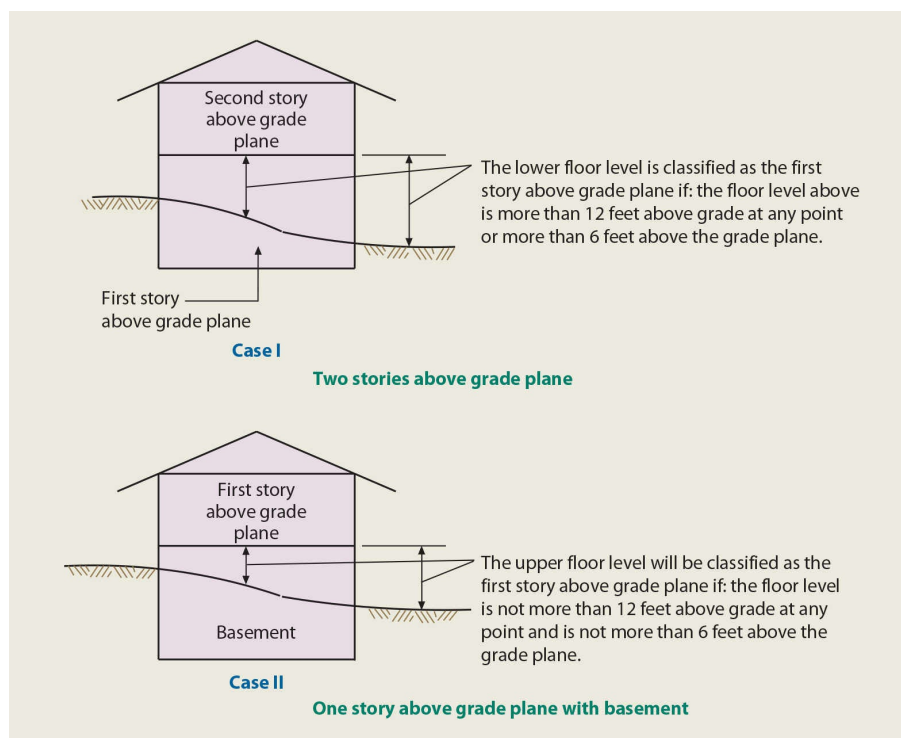 Second story
above grade
plane
The lower floor level is classified as the first
story above grade plane if: the floor level above
is more than 12 feet above grade at any point
or more than 6 feet above the grade plane.
First story
above grade plane
Case I
Two stories above grade plane
First story
above grade
plane
The upper floor level will be classified as the
first story above grade plane if: the floor level
is not more than 12 feet above grade at any
point and is not more than 6 feet above the
grade plane.
Basement
Case II
One story above grade plane with basement